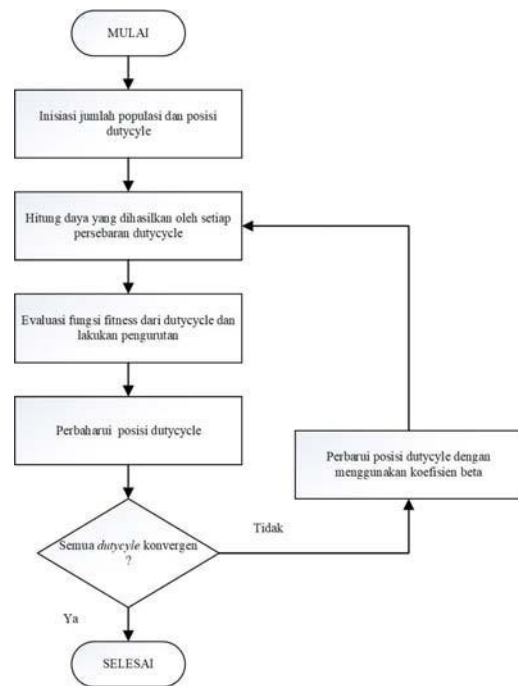 MULAI
Inisiasi jumlah populasi dan posisi
dutycyle
Hitung daya yang dihasilkan oleh setiap
persebaran dutycycle
Evaluasi fungsi fitness dari dutycycle dan
lakukan pengurutan
Perbaharui posisi dutycycle
Perbarui posisi dutycyle dengan
menggunakan koefisien beta
Semua dutycyle konvergen
?
Tidak
Ya
SELESAI